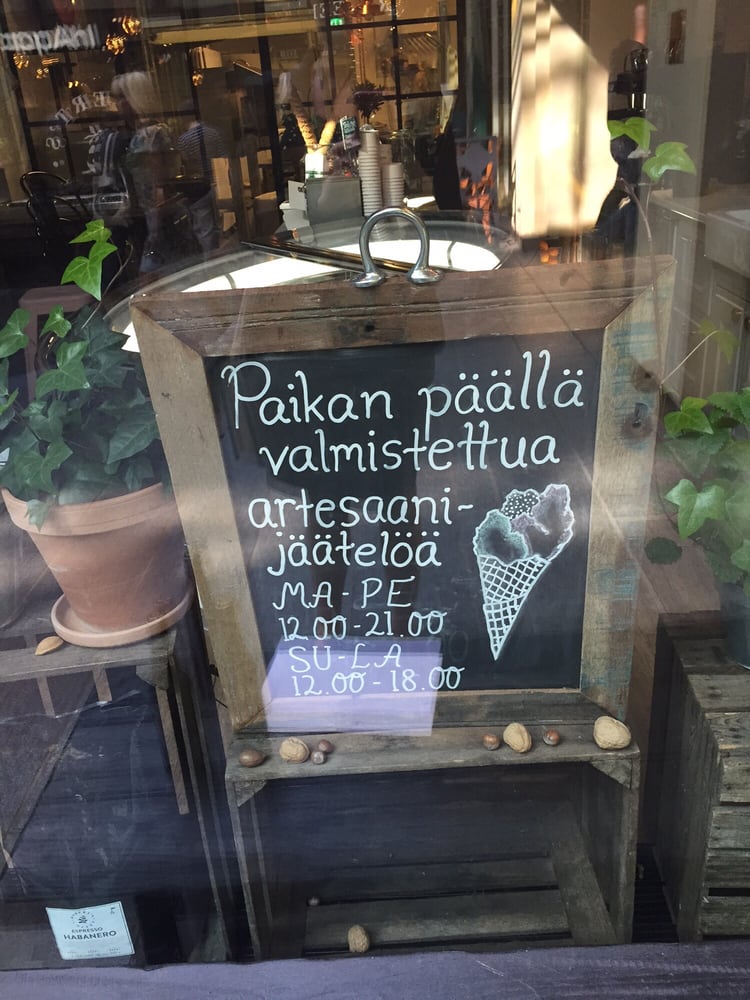 Paikan päällä
valmistettua
artesaani-
jäätelöä
MA-PE
12.00-21.00
SU-LA
12.00-18.00
ESPRESSO
HABANERO